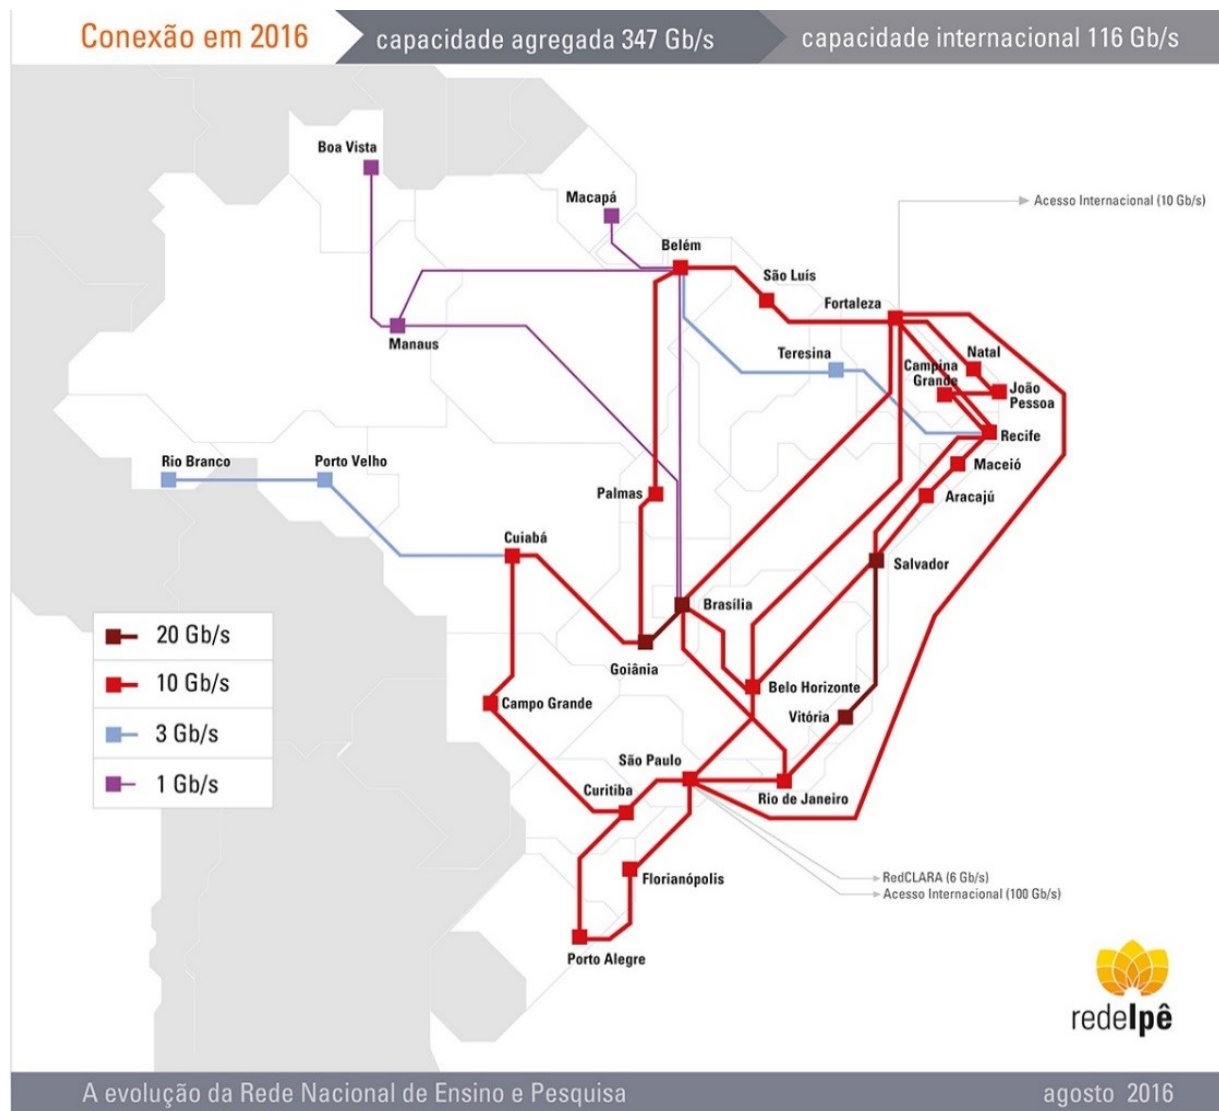 Conexão em 2016
capacidade agregada 347 Gb/s
capacidade internacional 116 Gb/s
Boa Vista
Macapá
Acesso Internacional (10 Gb/s)
Belém
São Luís
Fortaleza
Manaus
Teresina
Natal
Campina
Grande
João
Pessoa
Recife
Rio Branco
Porto Velho
Maceió
Palmas
Aracajú
Cuiabá
Salvador
Brasília
20 Gb/s
Goiânia
10 Gb/s
Belo Horizonte
Campo Grande
Vitória
3 Gb/s
São Paulo
1 Gb/s
Curitiba
Rio de Janeiro
RedCLARA (6 Gb/s)
Florianópolis
Acesso Internacional (100 Gb/s)
Porto Alegre
redeIpê
A evolução da Rede Nacional de Ensino e Pesquisa
agosto 2016